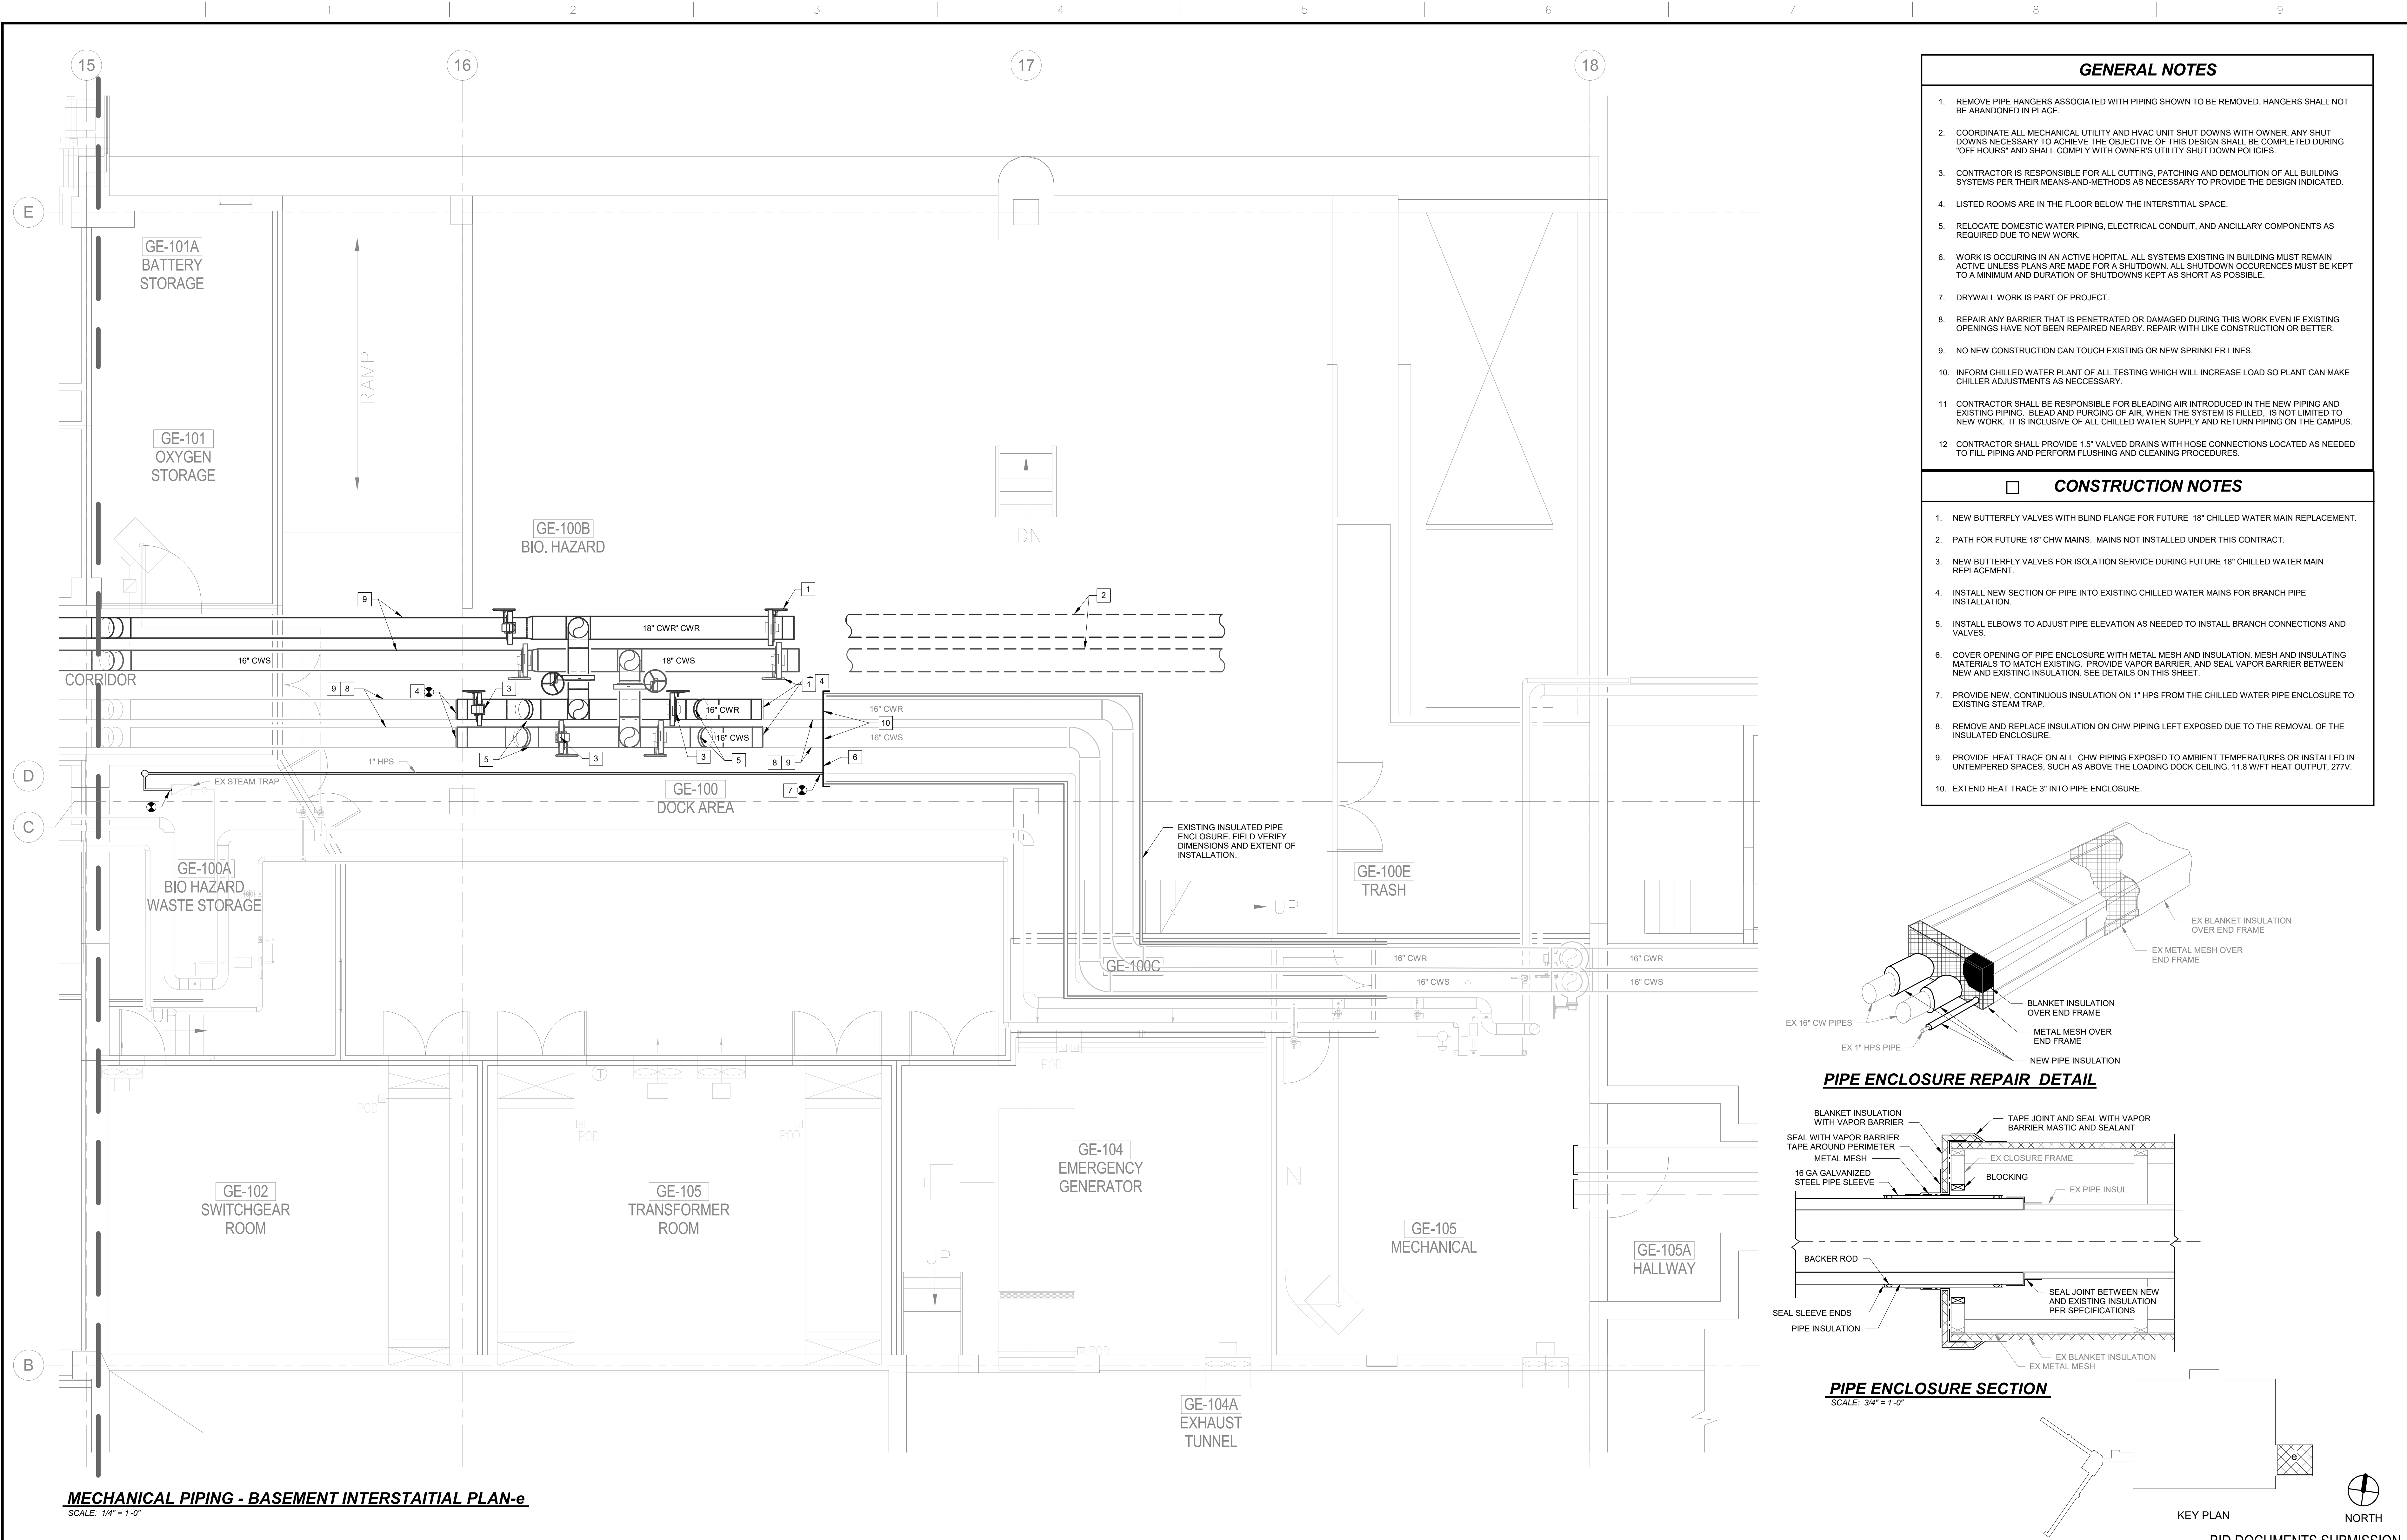 1 2 3 4 5 6 7 8 9
15 16 17 18
E
D
C
B
GE-101A
BATTERY
STORAGE
RAMP
GE-101
OXYGEN
STORAGE
GE-100B
BIO. HAZARD
DN.
9
1
2
18" CWR' CWR
16" CWS
18" CWS
CORRIDOR
9 8
4
3
1
4
16" CWR
16" CWR
10
16" CWS
16" CWS
5
3
3
5
8 9
6
1" HPS
EX STEAM TRAP
7
GE-100
DOCK AREA
EXISTING INSULATED PIPE
ENCLOSURE. FIELD VERIFY
DIMENSIONS AND EXTENT OF
INSTALLATION.
GE-100A
BIO HAZARD
WASTE STORAGE
GE-100E
TRASH
UP
GE-100C
16" CWR
16" CWR
16" CWS
16" CWS
UP
T
POD
POD
POD
POD
POD
GE-102
SWITCHGEAR
ROOM
GE-105
TRANSFORMER
ROOM
GE-104
EMERGENCY
GENERATOR
UP
GE-105
MECHANICAL
GE-105A
HALLWAY
GE-104A
EXHAUST
TUNNEL
MECHANICAL PIPING - BASEMENT INTERSTAITIAL PLAN-e
SCALE: 1/4" = 1'-0"
GENERAL NOTES
1. REMOVE PIPE HANGERS ASSOCIATED WITH PIPING SHOWN TO BE REMOVED. HANGERS SHALL NOT
BE ABANDONED IN PLACE.
2. COORDINATE ALL MECHANICAL UTILITY AND HVAC UNIT SHUT DOWNS WITH OWNER. ANY SHUT
DOWNS NECESSARY TO ACHIEVE THE OBJECTIVE OF THIS DESIGN SHALL BE COMPLETED DURING
"OFF HOURS" AND SHALL COMPLY WITH OWNER'S UTILITY SHUT DOWN POLICIES.
3. CONTRACTOR IS RESPONSIBLE FOR ALL CUTTING, PATCHING AND DEMOLITION OF ALL BUILDING
SYSTEMS PER THEIR MEANS-AND-METHODS AS NECESSARY TO PROVIDE THE DESIGN INDICATED.
4. LISTED ROOMS ARE IN THE FLOOR BELOW THE INTERSTITIAL SPACE.
5. RELOCATE DOMESTIC WATER PIPING, ELECTRICAL CONDUIT, AND ANCILLARY COMPONENTS AS
REQUIRED DUE TO NEW WORK.
6. WORK IS OCCURING IN AN ACTIVE HOPITAL. ALL SYSTEMS EXISTING IN BUILDING MUST REMAIN
ACTIVE UNLESS PLANS ARE MADE FOR A SHUTDOWN. ALL SHUTDOWN OCCURENCES MUST BE KEPT
TO A MINIMUM AND DURATION OF SHUTDOWNS KEPT AS SHORT AS POSSIBLE.
7. DRYWALL WORK IS PART OF PROJECT.
8. REPAIR ANY BARRIER THAT IS PENETRATED OR DAMAGED DURING THIS WORK EVEN IF EXISTING
OPENINGS HAVE NOT BEEN REPAIRED NEARBY. REPAIR WITH LIKE CONSTRUCTION OR BETTER.
9. NO NEW CONSTRUCTION CAN TOUCH EXISTING OR NEW SPRINKLER LINES.
10. INFORM CHILLED WATER PLANT OF ALL TESTING WHICH WILL INCREASE LOAD SO PLANT CAN MAKE
CHILLER ADJUSTMENTS AS NECCESSARY.
11 CONTRACTOR SHALL BE RESPONSIBLE FOR BLEADING AIR INTRODUCED IN THE NEW PIPING AND
EXISTING PIPING. BLEAD AND PURGING OF AIR, WHEN THE SYSTEM IS FILLED, IS NOT LIMITED TO
NEW WORK. IT IS INCLUSIVE OF ALL CHILLED WATER SUPPLY AND RETURN PIPING ON THE CAMPUS.
12 CONTRACTOR SHALL PROVIDE 1.5" VALVED DRAINS WITH HOSE CONNECTIONS LOCATED AS NEEDED
TO FILL PIPING AND PERFORM FLUSHING AND CLEANING PROCEDURES.
CONSTRUCTION NOTES
1. NEW BUTTERFLY VALVES WITH BLIND FLANGE FOR FUTURE 18" CHILLED WATER MAIN REPLACEMENT.
2. PATH FOR FUTURE 18" CHW MAINS. MAINS NOT INSTALLED UNDER THIS CONTRACT.
3. NEW BUTTERFLY VALVES FOR ISOLATION SERVICE DURING FUTURE 18" CHILLED WATER MAIN
REPLACEMENT.
4. INSTALL NEW SECTION OF PIPE INTO EXISTING CHILLED WATER MAINS FOR BRANCH PIPE
INSTALLATION.
5. INSTALL ELBOWS TO ADJUST PIPE ELEVATION AS NEEDED TO INSTALL BRANCH CONNECTIONS AND
VALVES.
6. COVER OPENING OF PIPE ENCLOSURE WITH METAL MESH AND INSULATION. MESH AND INSULATING
MATERIALS TO MATCH EXISTING. PROVIDE VAPOR BARRIER, AND SEAL VAPOR BARRIER BETWEEN
NEW AND EXISTING INSULATION. SEE DETAILS ON THIS SHEET.
7. PROVIDE NEW, CONTINUOUS INSULATION ON 1" HPS FROM THE CHILLED WATER PIPE ENCLOSURE TO
EXISTING STEAM TRAP.
8. REMOVE AND REPLACE INSULATION ON CHW PIPING LEFT EXPOSED DUE TO THE REMOVAL OF THE
INSULATED ENCLOSURE.
9. PROVIDE HEAT TRACE ON ALL CHW PIPING EXPOSED TO AMBIENT TEMPERATURES OR INSTALLED IN
UNTEMPERED SPACES, SUCH AS ABOVE THE LOADING DOCK CEILING. 11.8 W/FT HEAT OUTPUT, 277V.
10. EXTEND HEAT TRACE 3" INTO PIPE ENCLOSURE.
EX BLANKET INSULATION
OVER END FRAME
EX METAL MESH OVER
END FRAME
BLANKET INSULATION
OVER END FRAME
EX 16" CW PIPES
METAL MESH OVER
END FRAME
EX 1" HPS PIPE
NEW PIPE INSULATION
PIPE ENCLOSURE REPAIR DETAIL
BLANKET INSULATION
WITH VAPOR BARRIER
TAPE JOINT AND SEAL WITH VAPOR
BARRIER MASTIC AND SEALANT
SEAL WITH VAPOR BARRIER
TAPE AROUND PERIMETER
METAL MESH
EX CLOSURE FRAME
16 GA GALVANIZED
STEEL PIPE SLEEVE
BLOCKING
EX PIPE INSUL
BACKER ROD
SEAL JOINT BETWEEN NEW
AND EXISTING INSULATION
PER SPECIFICATIONS
SEAL SLEEVE ENDS
PIPE INSULATION
EX BLANKET INSULATION
EX METAL MESH
PIPE ENCLOSURE SECTION
SCALE: 3/4" = 1'-0"
e
KEY PLAN
NORTH
BID DOCUMENTS SUBMISSION